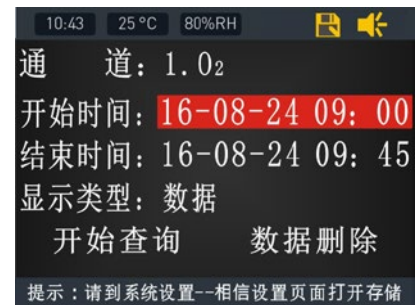 10:43 25°C 80%RH
通 道：1.O₂
开始时间：16-08-24 09：00
结束时间：16-08-24 09：45
显示类型：数据
开始查询 数据删除
提示：请到系统设置--相信设置页面打开存储